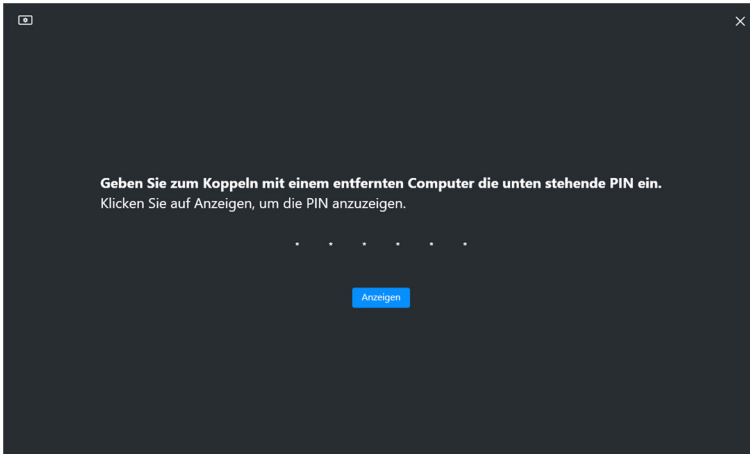 Geben Sie zum Koppeln mit einem entfernten Computer die unten stehende PIN ein.
Klicken Sie auf Anzeigen, um die PIN anzuzeigen.
* * * * * *
Anzeigen